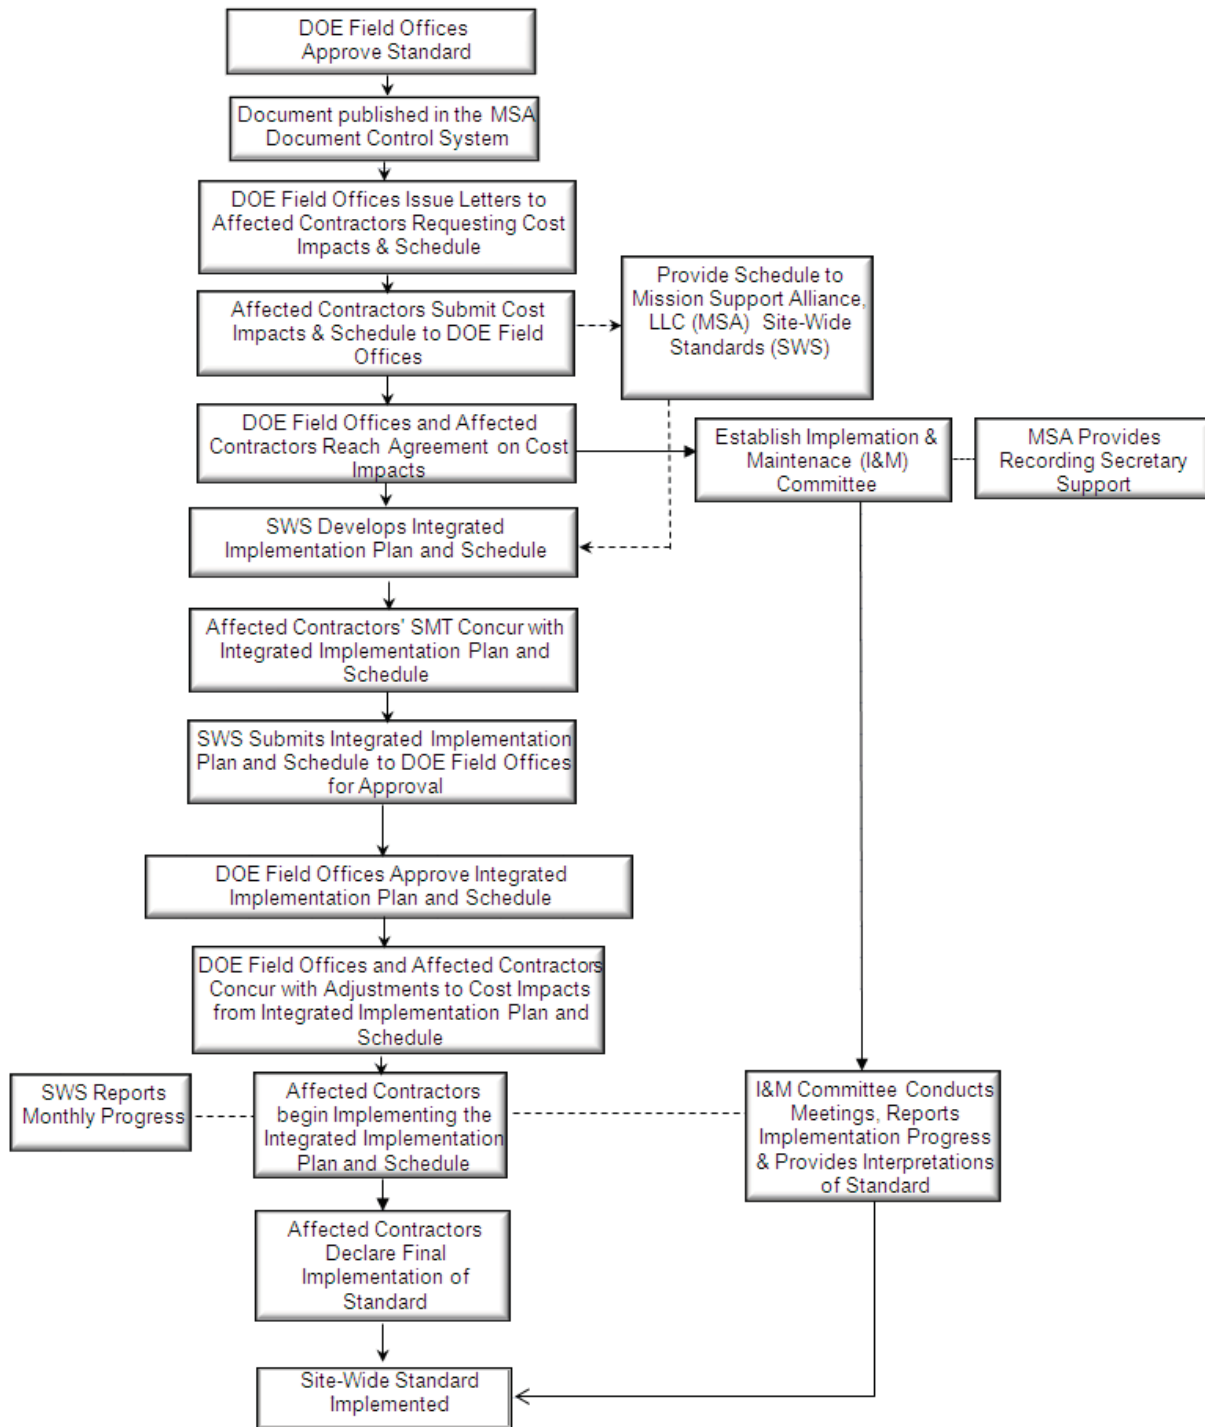 DOE Field Offices
Approve Standard
Document published in the MSA
Document Control System
DOE Field Offices Issue Letters to
Affected Contractors Requesting Cost
Impacts & Schedule
Affected Contractors Submit Cost
Impacts & Schedule to DOE Field
Offices
Provide Schedule to
Mission Support Alliance,
LLC (MSA) Site-Wide
Standards (SWS)
DOE Field Offices and Affected
Contractors Reach Agreement on Cost
Impacts
Establish Implemation &
Maintenace (I&M)
Committee
MSA Provides
Recording Secretary
Support
SWS Develops Integrated
Implementation Plan and Schedule
Affected Contractors' SMT Concur with
Integrated Implementation Plan and
Schedule
SWS Submits Integrated Implementation
Plan and Schedule to DOE Field Offices
for Approval
DOE Field Offices Approve Integrated
Implementation Plan and Schedule
DOE Field Offices and Affected Contractors
Concur with Adjustments to Cost Impacts
from Integrated Implementation Plan and
Schedule
SWS Reports
Monthly Progress
Affected Contractors
begin Implementing the
Integrated Implementation
Plan and Schedule
I&M Committee Conducts
Meetings, Reports
Implementation Progress
& Provides Interpretations
of Standard
Affected Contractors
Declare Final
Implementation of
Standard
Site-Wide Standard
Implemented